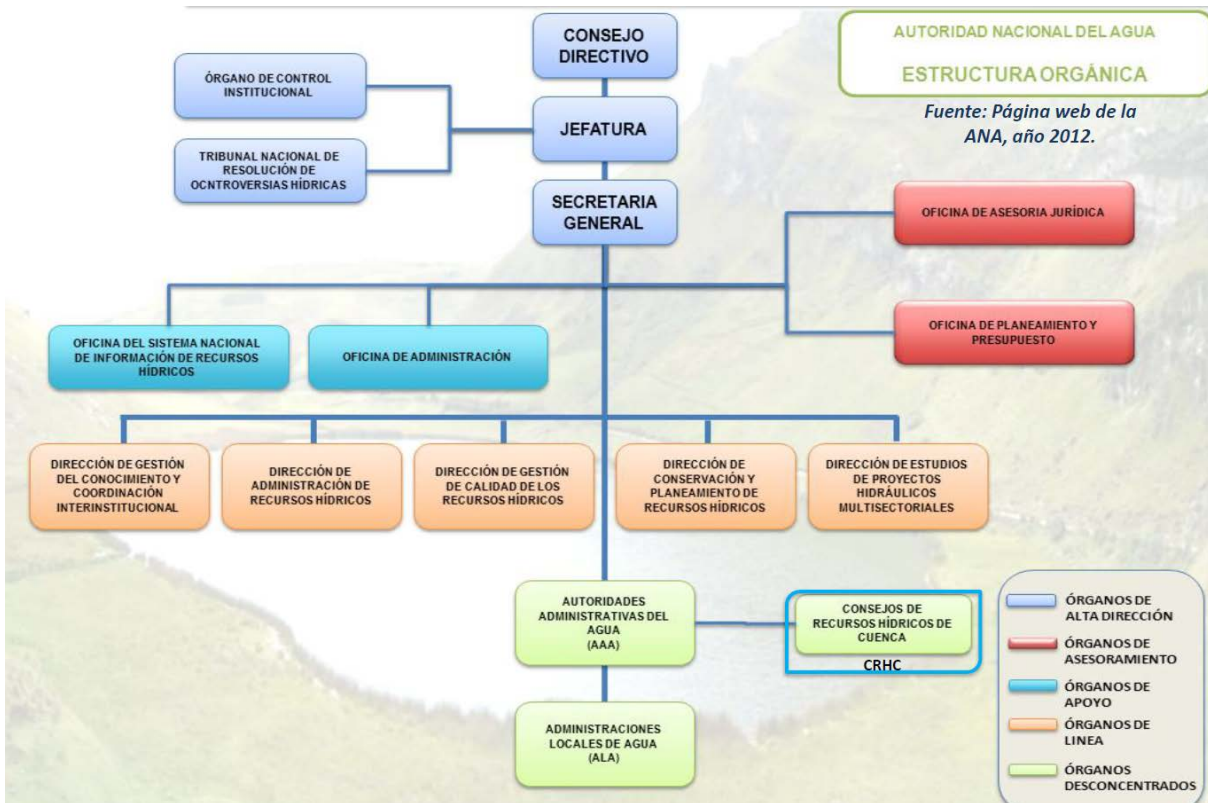 CONSEJO
DIRECTIVO
AUTORIDAD NACIONAL DEL AGUA
ESTRUCTURA ORGÁNICA
Fuente: Página web de la
ANA, año 2012.
ÓRGANO DE CONTROL
INSTITUCIONAL
JEFATURA
TRIBUNAL NACIONAL DE
RESOLUCIÓN DE
OCNTROVERSIAS HÍDRICAS
SECRETARIA
GENERAL
OFICINA DE ASESORIA JURÍDICA
OFICINA DE PLANEAMIENTO Y
PRESUPUESTO
OFICINA DEL SISTEMA NACIONAL
DE INFORMACIÓN DE RECURSOS
HÍDRICOS
OFICINA DE ADMINISTRACIÓN
DIRECCIÓN DE GESTIÓN
DEL CONOCIMIENTO Y
COORDINACIÓN
INTERINSTITUCIONAL
DIRECCIÓN DE
ADMINISTRACIÓN DE
RECURSOS HÍDRICOS
DIRECCIÓN DE GESTIÓN
DE CALIDAD DE LOS
RECURSOS HÍDRICOS
DIRECCIÓN DE
CONSERVACIÓN Y
PLANEAMIENTO DE
RECURSOS HÍDRICOS
DIRECCIÓN DE ESTUDIOS
DE PROYECTOS
HIDRÁULICOS
MULTISECTORIALES
AUTORIDADES
ADMINISTRATIVAS DEL
AGUA
(AAA)
CONSEJOS DE
RECURSOS HÍDRICOS DE
CUENCA
CRHC
ADMINISTRACIONES
LOCALES DE AGUA
(ALA)
ÓRGANOS DE
ALTA DIRECCIÓN
ÓRGANOS DE
ASESORAMIENTO
ÓRGANOS DE
APOYO
ÓRGANOS DE
LINEA
ÓRGANOS
DESCONCENTRADOS